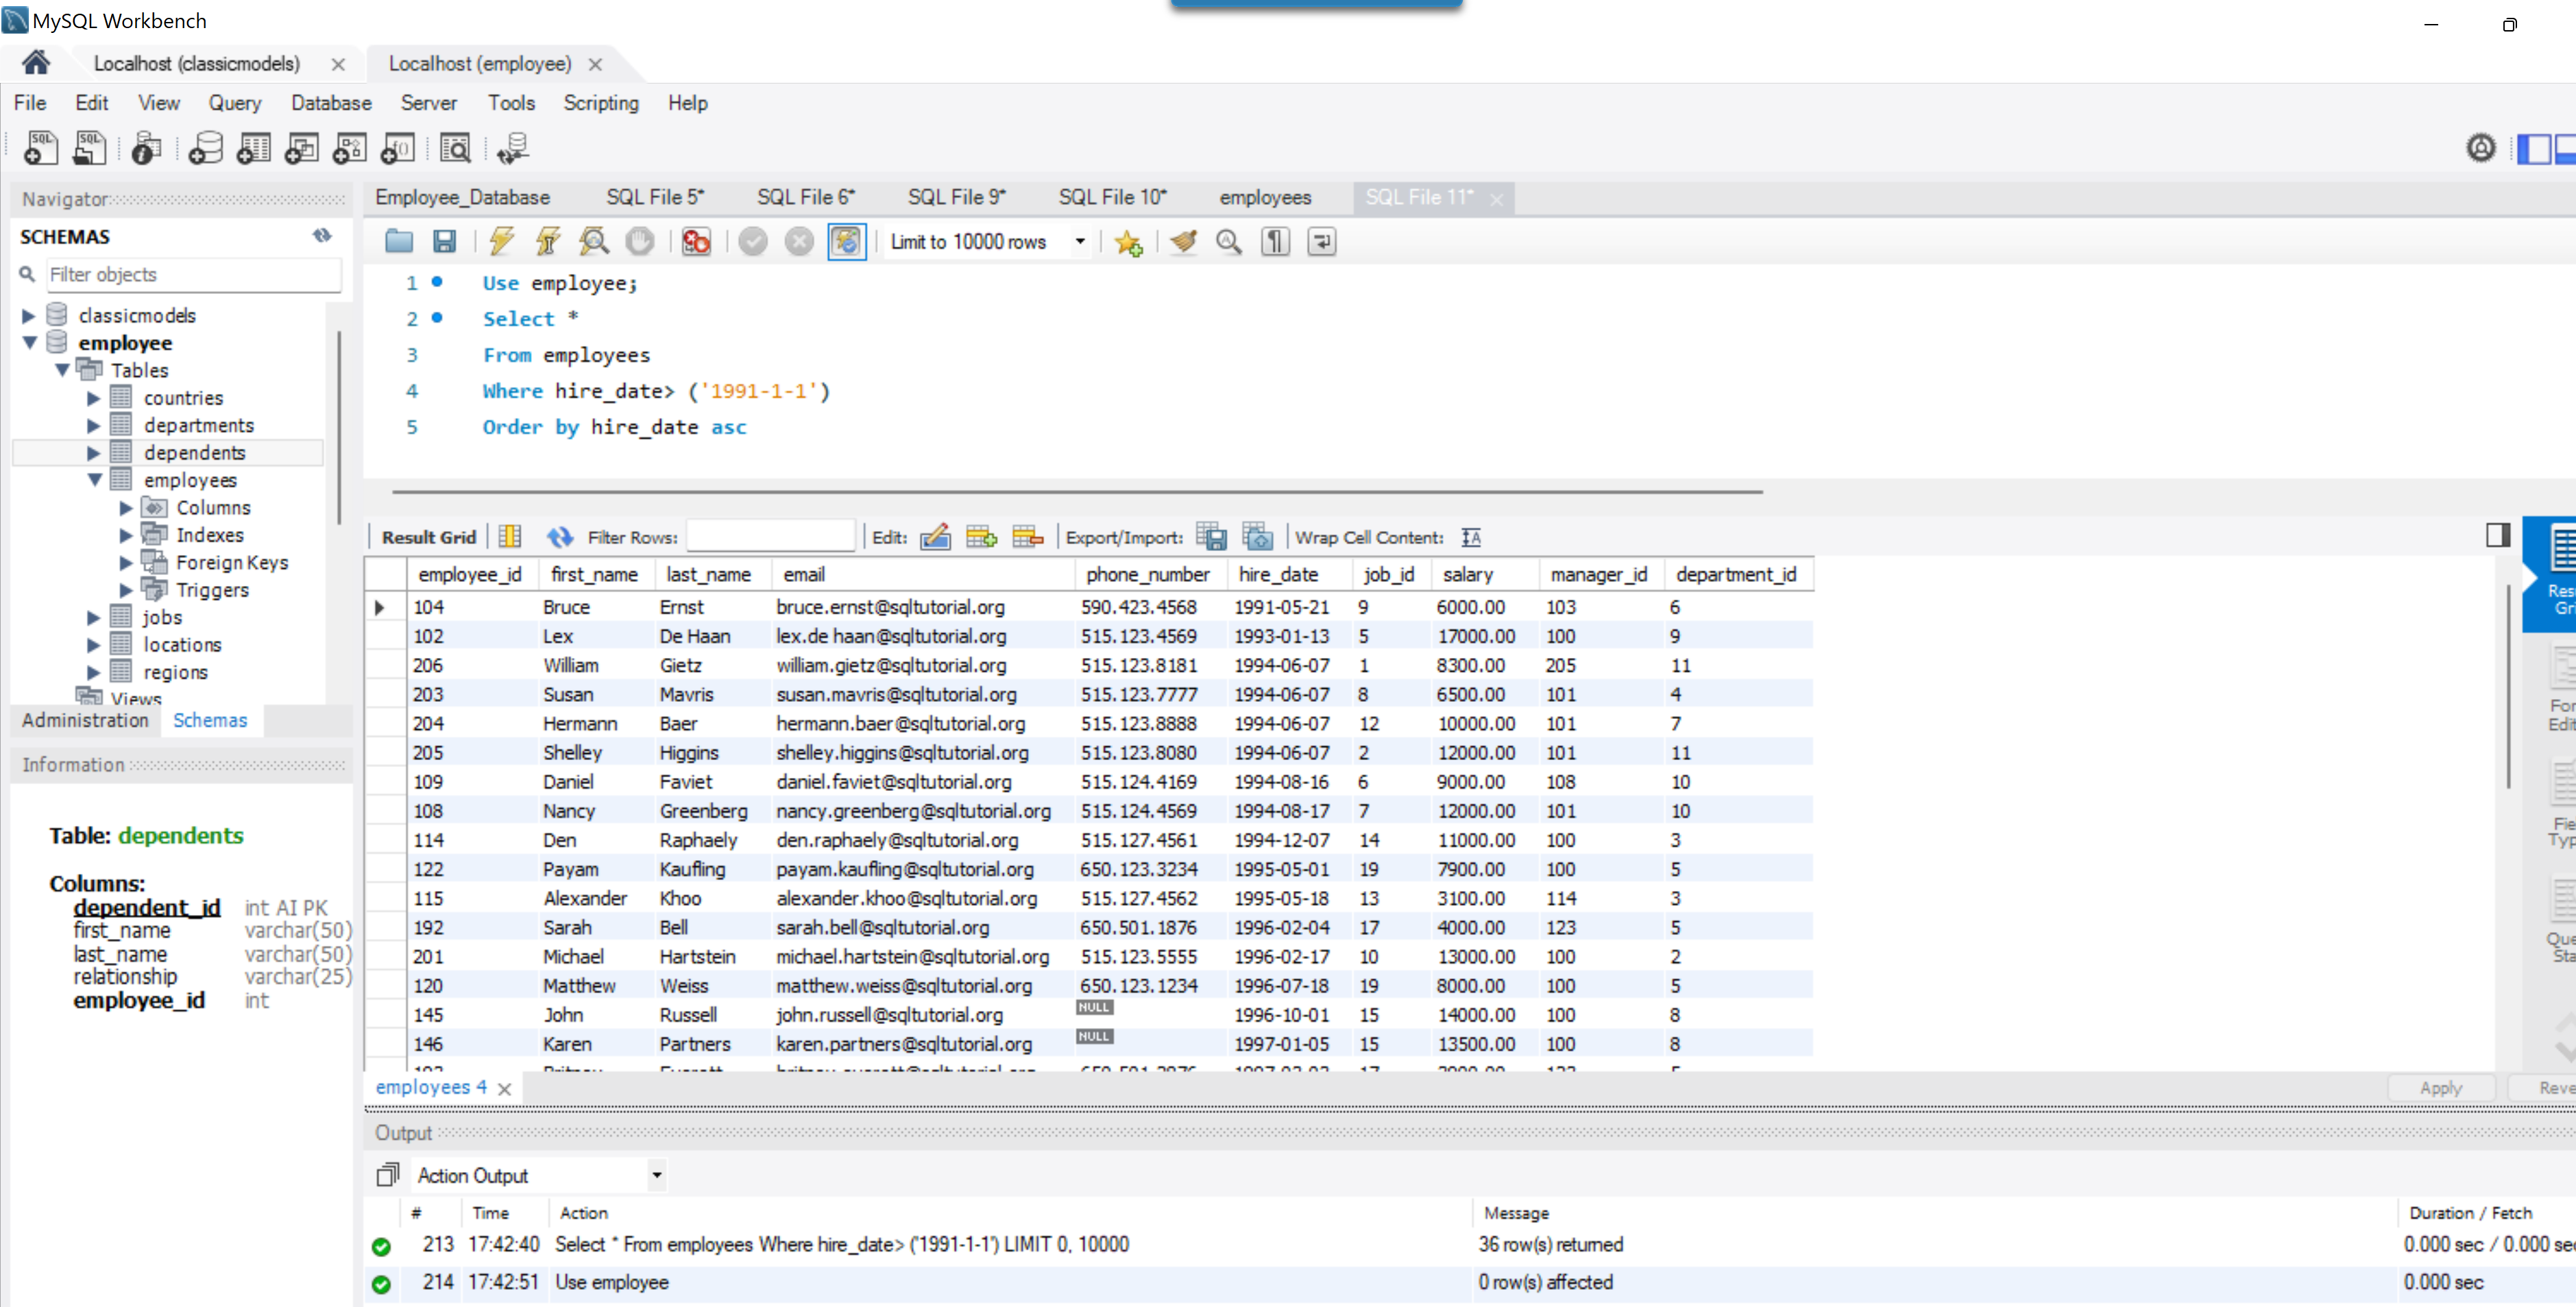 MySQL Workbench
Localhost (classicmodels) Localhost (employee)
File Edit View Query Database Server Tools Scripting Help
Navigator
Employee_Database SQL File 5* SQL File 6* SQL File 9* SQL File 10* employees SQL File 11*
SCHEMAS
Filter objects
classicmodels
employee
Tables
countries
departments
dependents
employees
Columns
Indexes
Foreign Keys
Triggers
jobs
locations
regions
Views
Administration Schemas
Information
Table: dependents
Columns:
dependent_id int AI PK
first_name varchar(50)
last_name varchar(50)
relationship varchar(25)
employee_id int
Limit to 10000 rows
1 Use employee;
2 Select *
3 From employees
4 Where hire_date> ('1991-1-1')
5 Order by hire_date asc
Result Grid Filter Rows: Edit: Export/Import: Wrap Cell Content:
employee_id first_name last_name email phone_number hire_date job_id salary manager_id department_id
104 Bruce Ernst bruce.ernst@sqltutorial.org 590.423.4568 1991-05-21 9 6000.00 103 6
102 Lex De Haan lex.de haan@sqltutorial.org 515.123.4569 1993-01-13 5 17000.00 100 9
206 William Gietz william.gietz@sqltutorial.org 515.123.8181 1994-06-07 1 8300.00 205 11
203 Susan Mavris susan.mavris@sqltutorial.org 515.123.7777 1994-06-07 8 6500.00 101 4
204 Hermann Baer hermann.baer@sqltutorial.org 515.123.8888 1994-06-07 12 10000.00 101 7
205 Shelley Higgins shelley.higgins@sqltutorial.org 515.123.8080 1994-06-07 2 12000.00 101 11
109 Daniel Faviet daniel.faviet@sqltutorial.org 515.124.4169 1994-08-16 6 9000.00 108 10
108 Nancy Greenberg nancy.greenberg@sqltutorial.org 515.124.4569 1994-08-17 7 12000.00 101 10
114 Den Raphaely den.raphaely@sqltutorial.org 515.127.4561 1994-12-07 14 11000.00 100 3
122 Payam Kaufling payam.kaufling@sqltutorial.org 650.123.3234 1995-05-01 19 7900.00 100 5
115 Alexander Khoo alexander.khoo@sqltutorial.org 515.127.4562 1995-05-18 13 3100.00 114 3
192 Sarah Bell sarah.bell@sqltutorial.org 650.501.1876 1996-02-04 17 4000.00 123 5
201 Michael Hartstein michael.hartstein@sqltutorial.org 515.123.5555 1996-02-17 10 13000.00 100 2
120 Matthew Weiss matthew.weiss@sqltutorial.org 650.123.1234 1996-07-18 19 8000.00 100 5
145 John Russell john.russell@sqltutorial.org NULL 1996-10-01 15 14000.00 100 8
146 Karen Partners karen.partners@sqltutorial.org NULL 1997-01-05 15 13500.00 100 8
employees 4
Apply
Output
Action Output
# Time Action Message Duration / Fetch
213 17:42:40 Select * From employees Where hire_date> ('1991-1-1') LIMIT 0, 10000 36 row(s) returned 0.000 sec / 0.000 se
214 17:42:51 Use employee 0 row(s) affected 0.000 sec